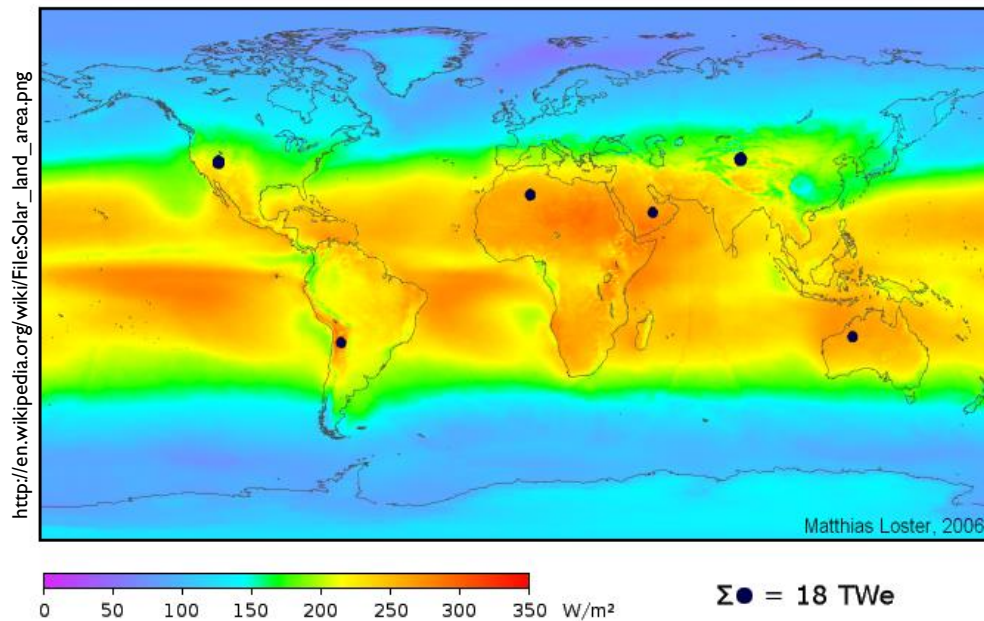 http://en.wikipedia.org/wiki/File:Solar_land_area.png
Matthias Loster, 2006
0 50 100 150 200 250 300 350 W/m²
Σ● = 18 TWe